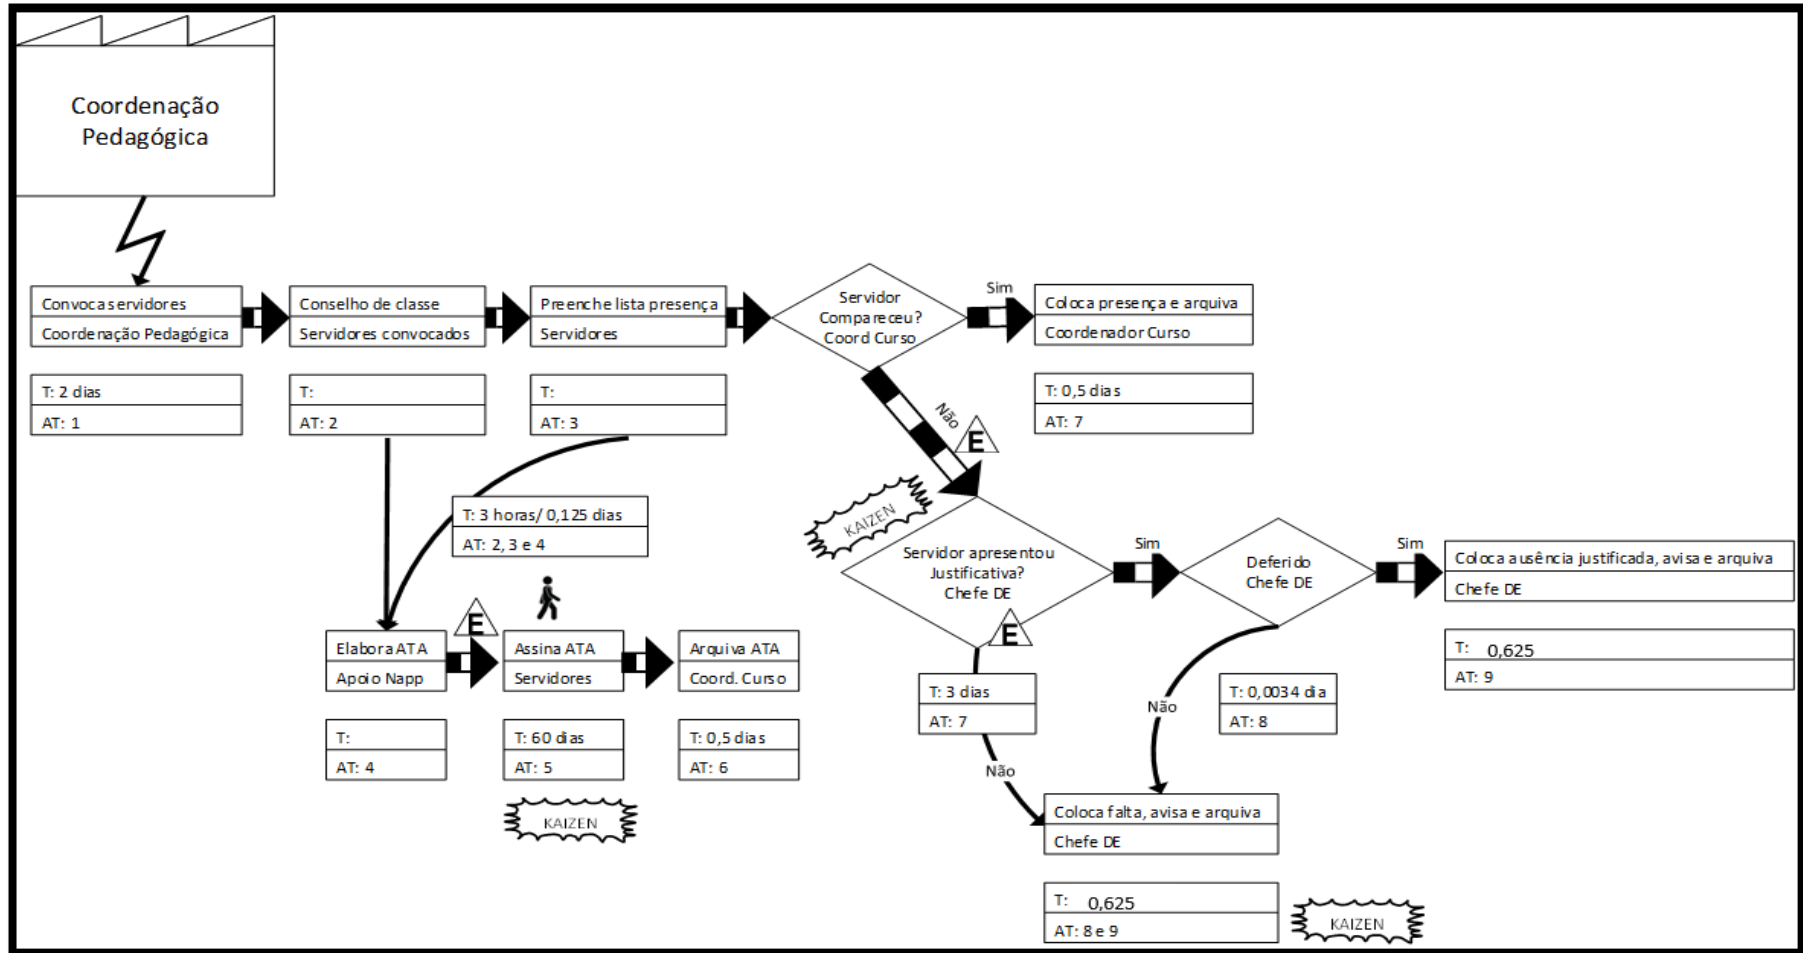 Coordenação
Pedagógica
Convoca servidores
Coordenação Pedagógica
T: 2 dias
AT: 1
Conselho de classe
Servidores convocados
T:
AT: 2
Preenche lista presença
Servidores
T:
AT: 3
Servidor
Compareceu?
Coord Curso
Sim
Coloca presença e arquiva
Coordenador Curso
T: 0,5 dias
AT: 7
Não
E
KAIZEN
T: 3 horas/ 0,125 dias
AT: 2, 3 e 4
Servidor apresentou
Justificativa?
Chefe DE
E
Sim
Deferido
Chefe DE
Sim
Coloca ausência justificada, avisa e arquiva
Chefe DE
T: 0,625
AT: 9
E
Elabora ATA
Apoio Napp
T:
AT: 4
Assina ATA
Servidores
T: 60 dias
AT: 5
KAIZEN
Arquiva ATA
Coord. Curso
T: 0,5 dias
AT: 6
T: 3 dias
AT: 7
Não
Não
T: 0,0034 dia
AT: 8
Coloca falta, avisa e arquiva
Chefe DE
T: 0,625
AT: 8 e 9
KAIZEN